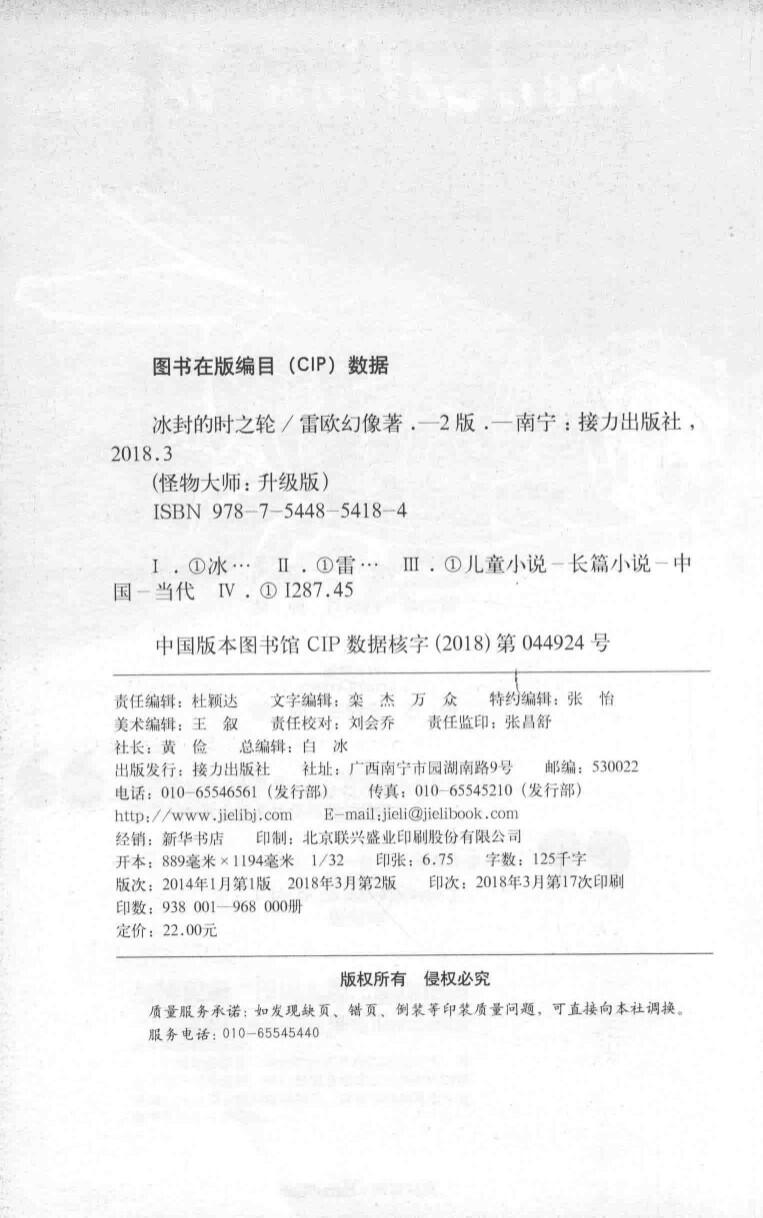 图书在版编目（CIP）数据
冰封的时之轮／雷欧幻像著．—2版．—南宁：接力出版社，
2018.3
(怪物大师：升级版)
ISBN 978-7-5448-5418-4
Ⅰ．①冰… Ⅱ．①雷… Ⅲ．①儿童小说－长篇小说－中
国－当代 Ⅳ．① I287.45
中国版本图书馆 CIP 数据核字 (2018) 第 044924 号
责任编辑：杜颖达 文字编辑：栾 杰 万 众 特约编辑：张 怡
美术编辑：王 叙 责任校对：刘会乔 责任监印：张昌舒
社长：黄 俭 总编辑：白 冰
出版发行：接力出版社 社址：广西南宁市园湖南路9号 邮编：530022
电话：010-65546561（发行部） 传真：010-65545210（发行部）
http://www.jielibj.com E-mail:jieli@jielibook.com
经销：新华书店 印制：北京联兴盛业印刷股份有限公司
开本：889毫米×1194毫米 1/32 印张：6.75 字数：125千字
版次：2014年1月第1版 2018年3月第2版 印次：2018年3月第17次印刷
印数：938 001—968 000册
定价：22.00元
版权所有 侵权必究
质量服务承诺：如发现缺页、错页、倒装等印装质量问题，可直接向本社调换。
服务电话：010-65545440